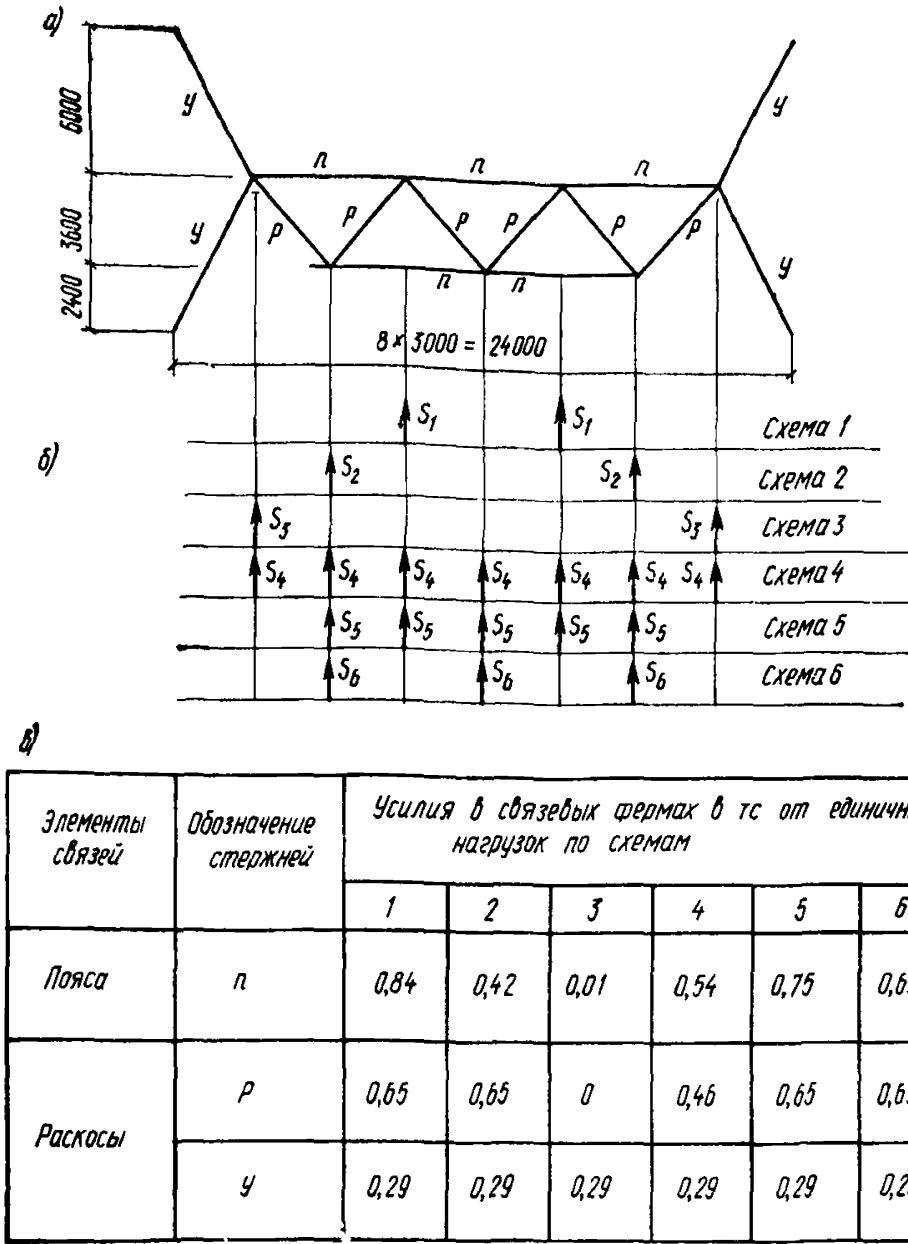 а)
у у
6000
п п п
у р р р р р р у
3600
2400
п п
8 × 3000 = 24000
б)
S₁ S₁ Схема 1
S₂ S₂ Схема 2
S₃ S₃ Схема 3
S₄ S₄ S₄ S₄ S₄ S₄ S₄ Схема 4
S₅ S₅ S₅ S₅ S₅ Схема 5
S₆ S₆ S₆ Схема 6
в)
Элементы связей
Обозначение стержней
Усилия в связевых фермах в тс от
нагрузок по схемам
1 2 3 4 5 6
Пояса п 0,84 0,42 0,01 0,54 0,75
Раскосы
р 0,65 0,65 0 0,46 0,65
у 0,29 0,29 0,29 0,29 0,29